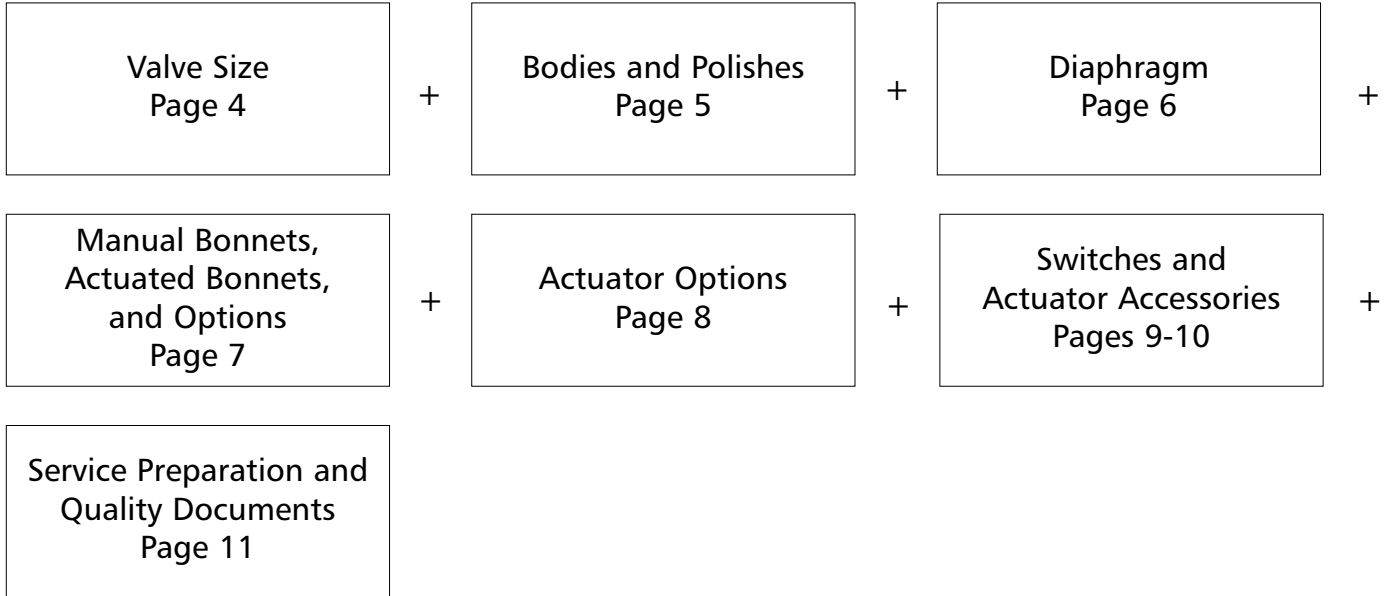 Valve Size
Page 4
+
Bodies and Polishes
Page 5
+
Diaphragm
Page 6
+
Manual Bonnets,
Actuated Bonnets,
and Options
Page 7
+
Actuator Options
Page 8
+
Switches and
Actuator Accessories
Pages 9-10
+
Service Preparation and
Quality Documents
Page 11